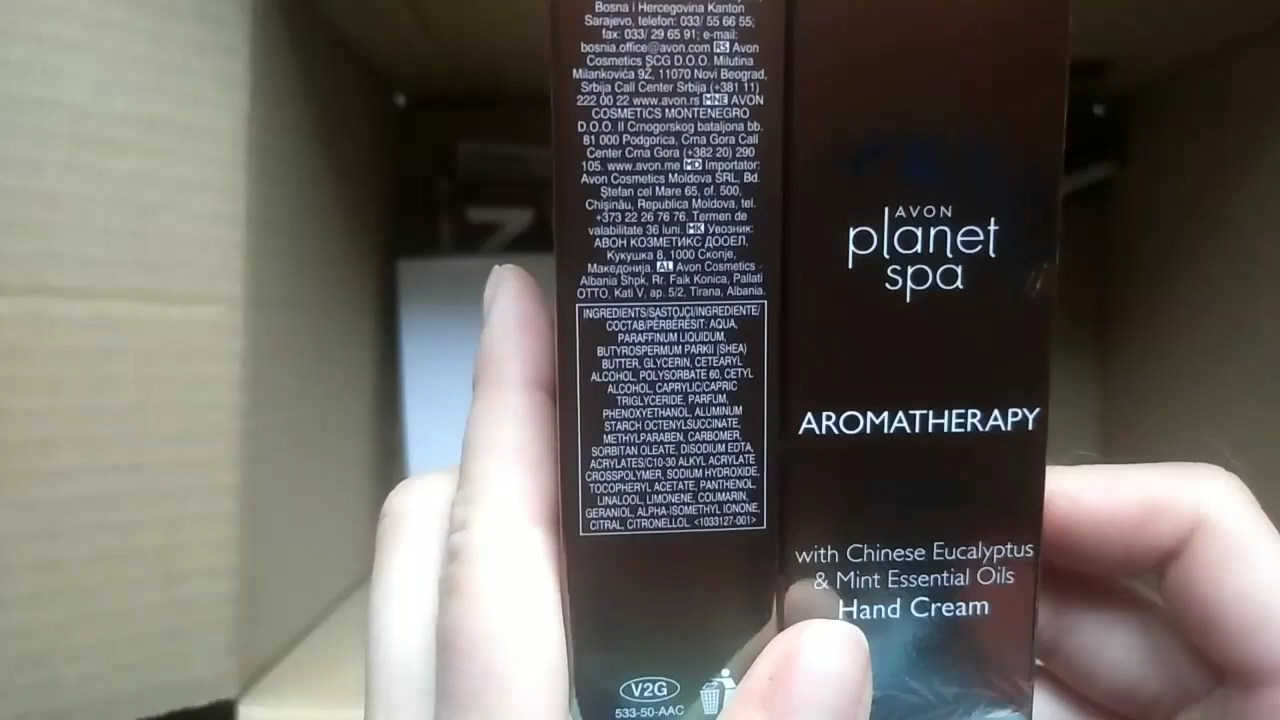 Bosna i Hercegovina Kanton
Sarajevo, telefon: 033/ 55 66 55;
fax: 033/ 29 65 91; e-mail:
bosnia.office@avon.com RS Avon
Cosmetics SCG D.O.O. Milutina
Milankovića 9Ž, 11070 Novi Beograd,
Srbija Call Center Srbija (+381 11)
222 00 22 www.avon.rs MNE AVON
COSMETICS MONTENEGRO
D.O.O. II Crnogorskog bataljona bb.
81 000 Podgorica, Crna Gora Call
Center Crna Gora (+382 20) 290
105. www.avon.me MD Importator:
Avon Cosmetics Moldova SRL, Bd.
Ştefan cel Mare 65, of. 500,
Chişinău, Republica Moldova, tel.
+373 22 26 76 76. Termen de
valabilitate 36 luni. MK Увозник:
АВОН КОЗМЕТИКС ДООЕЛ,
Кукушка 8, 1000 Скопје,
Македонија. AL Avon Cosmetics
Albania Shpk, Rr. Faik Konica, Pallati
OTTO, Kati V, ap. 5/2, Tirana, Albania.
INGREDIENTS/SASTOJCI/INGREDIENTE/
СОСТАВ/PËRBËRËSIT: AQUA,
PARAFFINUM LIQUIDUM,
BUTYROSPERMUM PARKII (SHEA)
BUTTER, GLYCERIN, CETEARYL
ALCOHOL, POLYSORBATE 60, CETYL
ALCOHOL, CAPRYLIC/CAPRIC
TRIGLYCERIDE, PARFUM,
PHENOXYETHANOL, ALUMINUM
STARCH OCTENYLSUCCINATE,
METHYLPARABEN, CARBOMER,
SORBITAN OLEATE, DISODIUM EDTA,
ACRYLATES/C10-30 ALKYL ACRYLATE
CROSSPOLYMER, SODIUM HYDROXIDE,
TOCOPHERYL ACETATE, PANTHENOL,
LINALOOL, LIMONENE, COUMARIN,
GERANIOL, ALPHA-ISOMETHYL IONONE,
CITRAL, CITRONELLOL <1033127-001>
V2G
533-50-AAC
AVON
planet
spa
AROMATHERAPY
with Chinese Eucalyptus
& Mint Essential Oils
Hand Cream